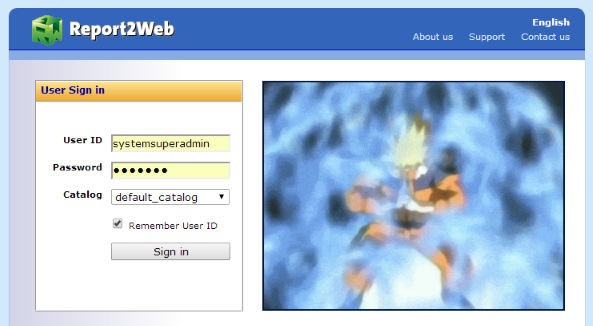 Report2Web
English
About us Support Contact us
User Sign in
User ID systemsuperadmin
Password •••••••
Catalog default_catalog
Remember User ID
Sign in